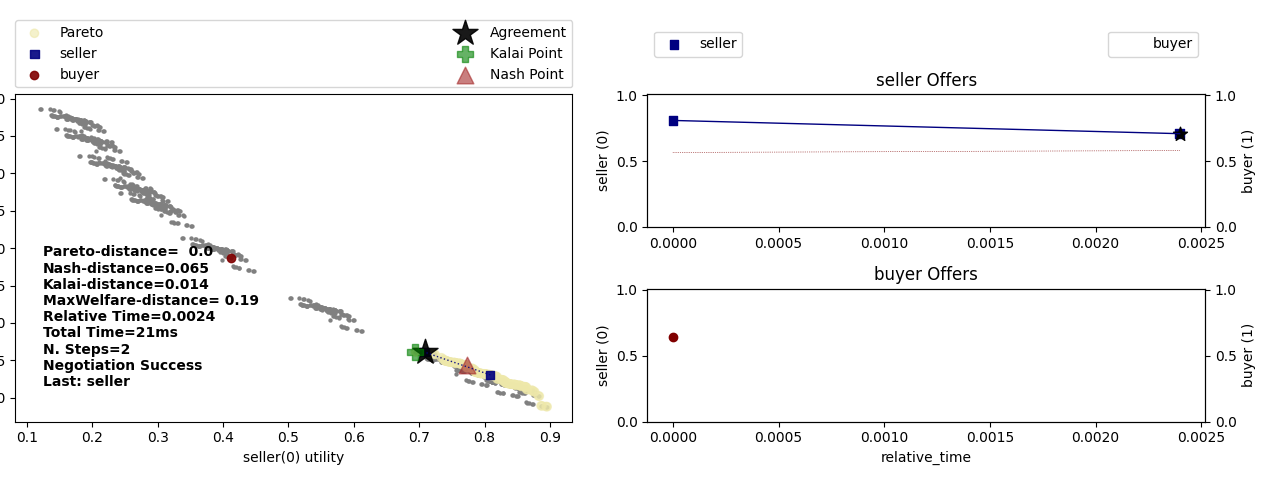 Pareto
seller
buyer
Agreement
Kalai Point
Nash Point
Pareto-distance= 0.0
Nash-distance=0.065
Kalai-distance=0.014
MaxWelfare-distance= 0.19
Relative Time=0.0024
Total Time=21ms
N. Steps=2
Negotiation Success
Last: seller
0.1 0.2 0.3 0.4 0.5 0.6 0.7 0.8 0.9
seller(0) utility
seller
buyer
seller Offers
1.0
0.5
0.0
seller (0)
1.0
0.5
0.0
buyer (1)
0.0000 0.0005 0.0010 0.0015 0.0020 0.0025
buyer Offers
1.0
0.5
0.0
seller (0)
1.0
0.5
0.0
buyer (1)
0.0000 0.0005 0.0010 0.0015 0.0020 0.0025
relative_time